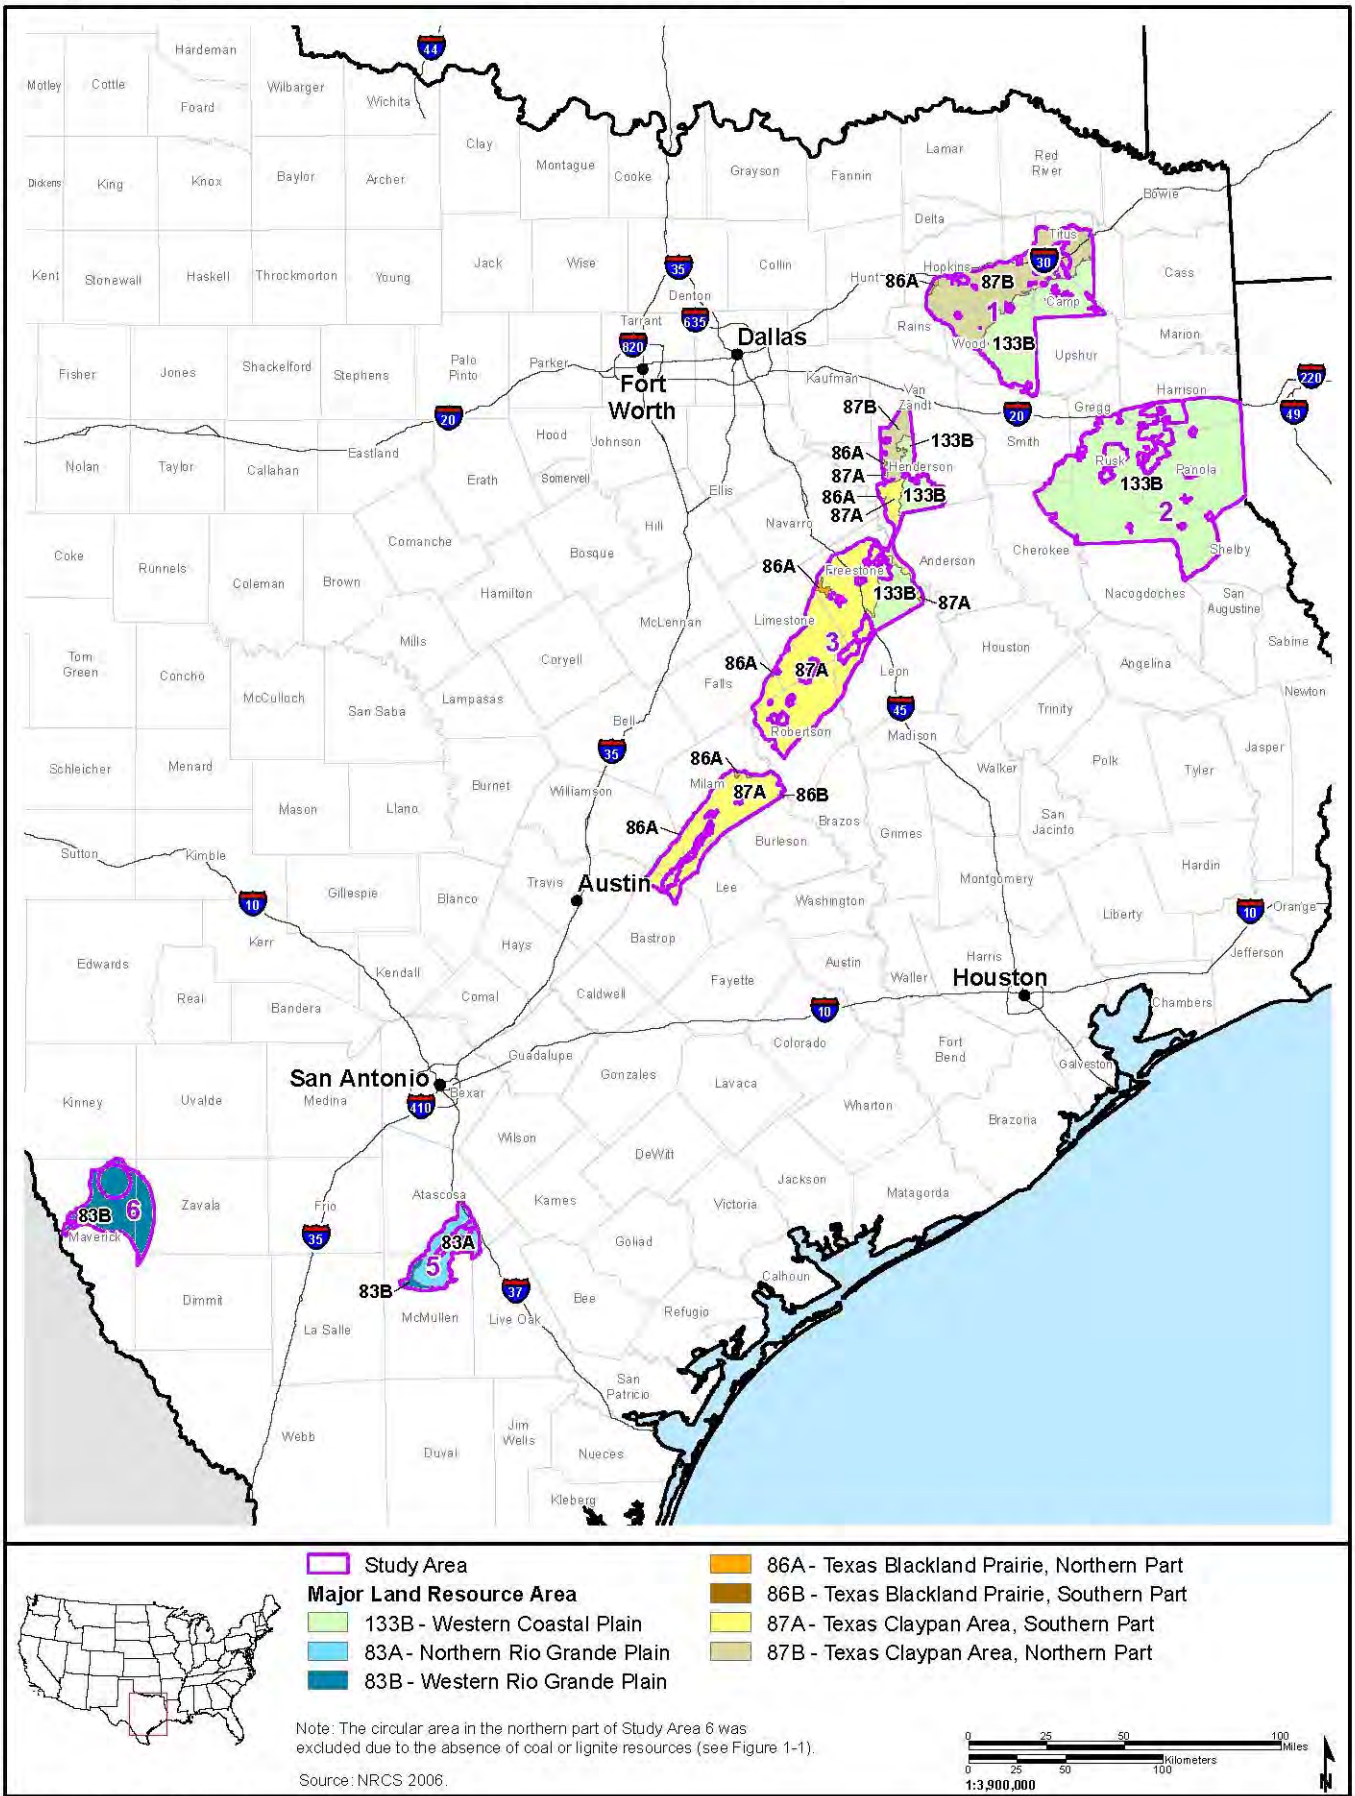 44
Hardeman
Motley
Cottle
Foard
Wilbarger
Wichita
Clay
Montague
Cooke
Grayson
Fannin
Lamar
Red
River
Bowie
Dickens
King
Knox
Baylor
Archer
Delta
Titus
Kent
Stonewall
Haskell
Throckmorton
Young
Jack
Wise
35
Denton
Collin
Hunt
Hopkins
30
86A
87B
Camp
1
Cass
635
Tarrant
820
Dallas
Rains
Wood
133B
Upshur
Marion
Fisher
Jones
Shackelford
Stephens
Palo
Pinto
Parker
Fort
Worth
Kaufman
Van
Zandt
20
Gregg
Harrison
220
49
20
87B
133B
Smith
Hood
Johnson
Eastland
Nolan
Taylor
Callahan
Erath
Somervell
Ellis
86A
87A
Henderson
86A
133B
87A
Rusk
133B
Panola
2
Shelby
Navarro
Hill
Coke
Runnels
Coleman
Brown
Comanche
Bosque
Hamilton
86A
Freestone
133B
87A
Anderson
Cherokee
Nacogdoches
San
Augustine
Sabine
McLennan
Limestone
3
Tom
Green
Concho
McCulloch
Mills
San Saba
Lampasas
Coryell
86A
87A
Falls
Leon
Houston
Angelina
Newton
Trinity
45
Robertson
Madison
Bell
35
Schleicher
Menard
Mason
Llano
Burnet
Williamson
86A
Milam
87A
86B
Brazos
Walker
Polk
Tyler
Jasper
86A
Burleson
Grimes
San
Jacinto
Hardin
Sutton
Kimble
Gillespie
Blanco
Travis
Austin
Lee
Washington
Montgomery
Liberty
10
Orange
10
Kerr
Edwards
Real
Bandera
Kendall
Hays
Comal
Caldwell
Bastrop
Fayette
Austin
Waller
Harris
Houston
Jefferson
Chambers
10
Colorado
Fort
Bend
Galveston
Guadalupe
San Antonio
Bexar
410
Kinney
Uvalde
Medina
Gonzales
Lavaca
Wharton
Brazoria
Wilson
DeWitt
Jackson
Matagorda
83B
6
Maverick
Zavala
Frio
35
Atascosa
83A
5
83B
Karnes
Victoria
Goliad
Calhoun
37
Dimmit
La Salle
McMullen
Live Oak
Bee
Refugio
San
Patricio
Webb
Duval
Jim
Wells
Nueces
Kleberg
Study Area
Major Land Resource Area
133B - Western Coastal Plain
83A - Northern Rio Grande Plain
83B - Western Rio Grande Plain
86A - Texas Blackland Prairie, Northern Part
86B - Texas Blackland Prairie, Southern Part
87A - Texas Claypan Area, Southern Part
87B - Texas Claypan Area, Northern Part
Note: The circular area in the northern part of Study Area 6 was
excluded due to the absence of coal or lignite resources (see Figure 1-1).
Source: NRCS 2006.
0 25 50 100
Miles
Kilometers
0 25 50 100
1:3,900,000
N